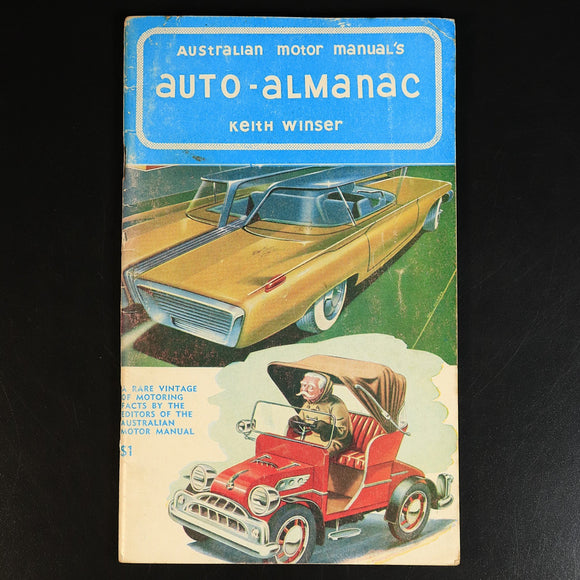 AUSTRALIAN MOTOR MANUAL'S
AUTO-ALMANAC
KEITH WINSER
A RARE VINTAGE
OF MOTORING
FACTS BY THE
EDITORS OF THE
AUSTRALIAN
MOTOR MANUAL
$1